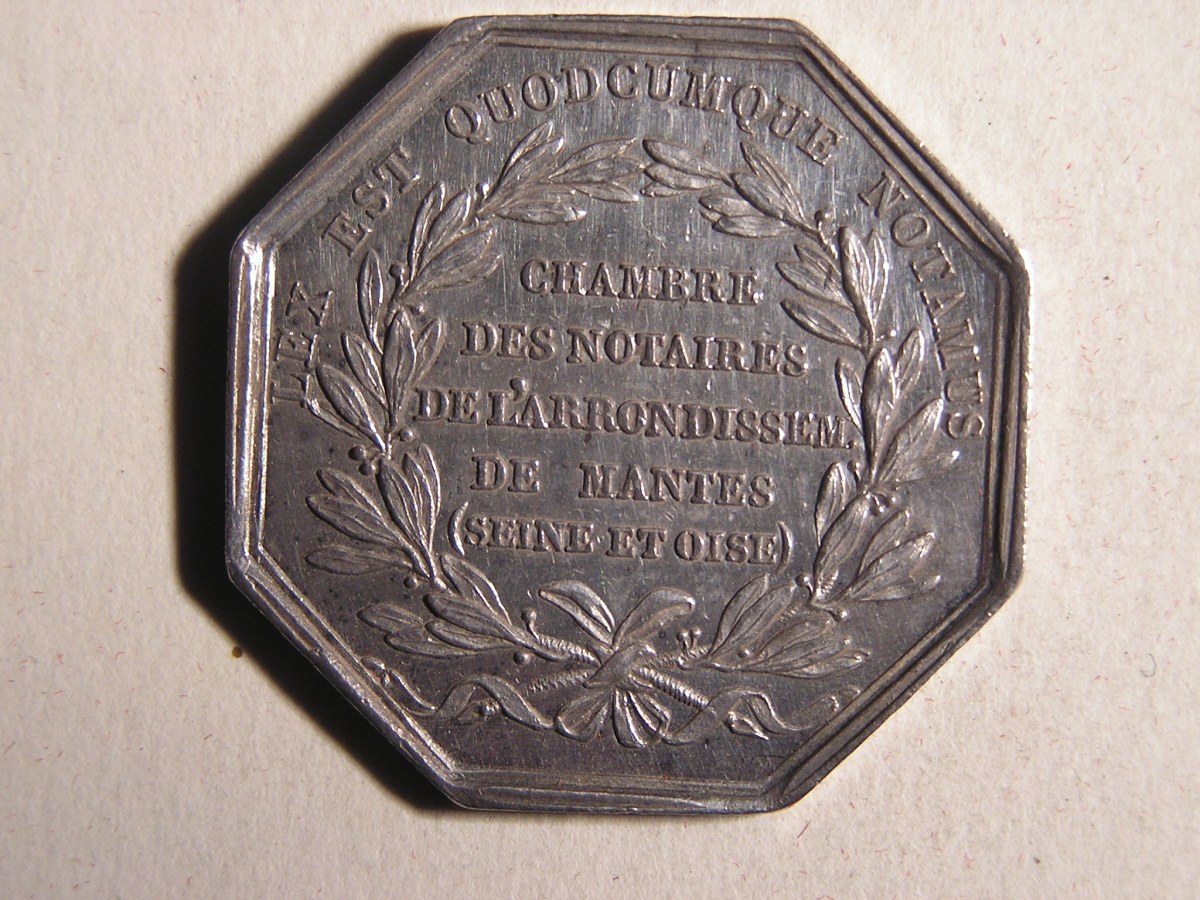 LEX EST QUODCUMQUE NOTAMUS.
CHAMBRE
DES NOTAIRES
DE L'ARRONDISSEM.
DE MANTES
(SEINE ET OISE)